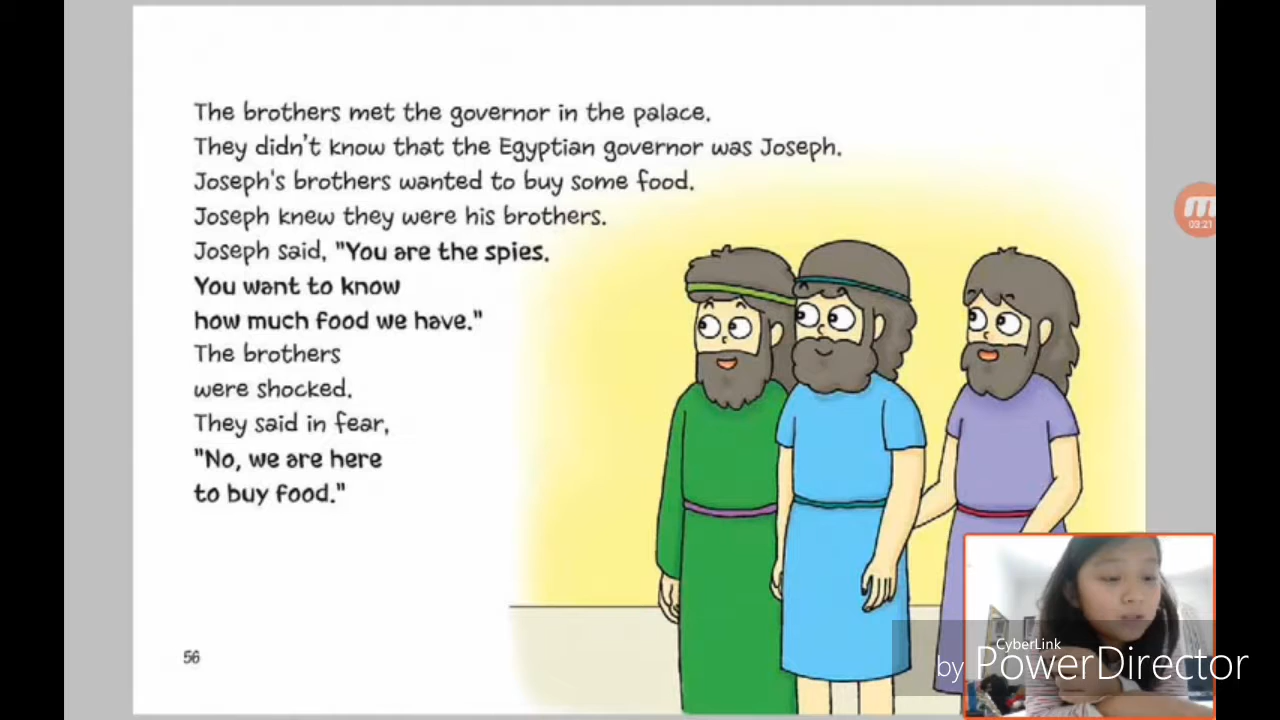 The brothers met the governor in the palace.
They didn't know that the Egyptian governor was Joseph.
Joseph's brothers wanted to buy some food.
Joseph knew they were his brothers.
Joseph said, "You are the spies.
You want to know
how much food we have."
The brothers
were shocked.
They said in fear,
"No, we are here
to buy food."
56
03:21
CyberLink
by PowerDirector